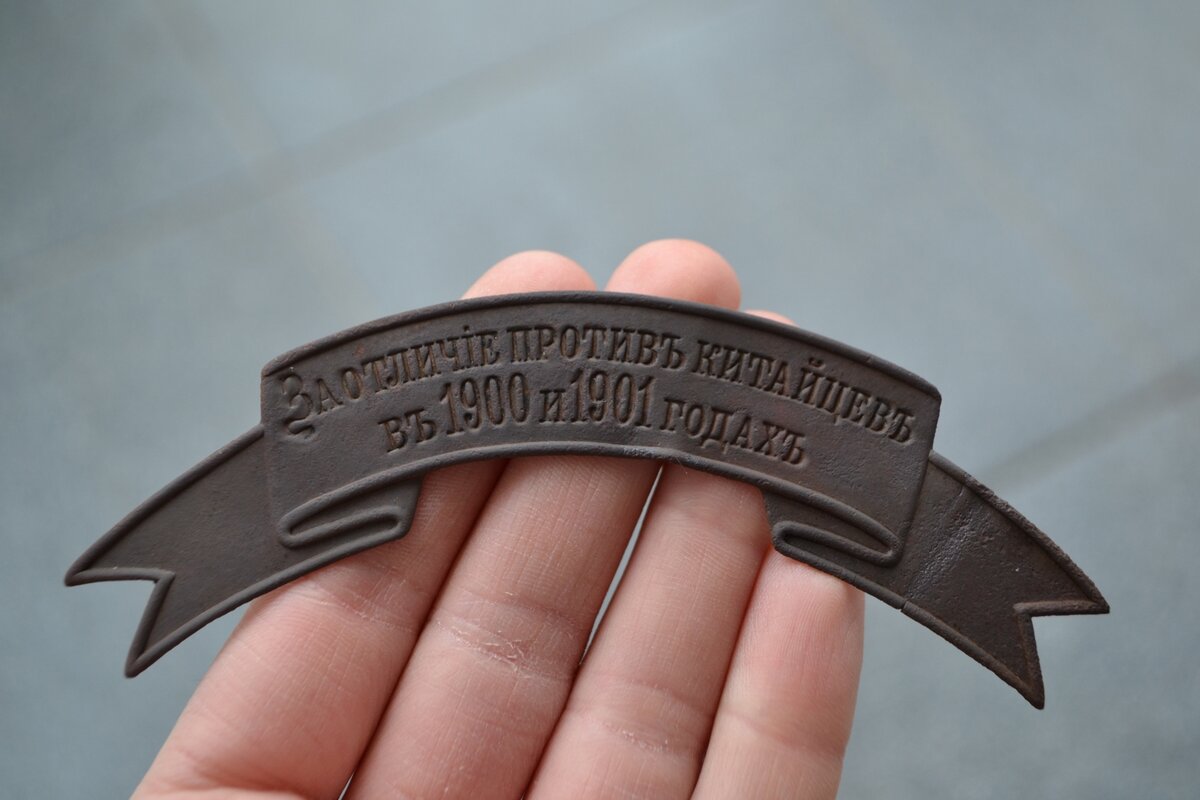 За отличіе противъ китайцевъ
въ 1900 и 1901 годахъ